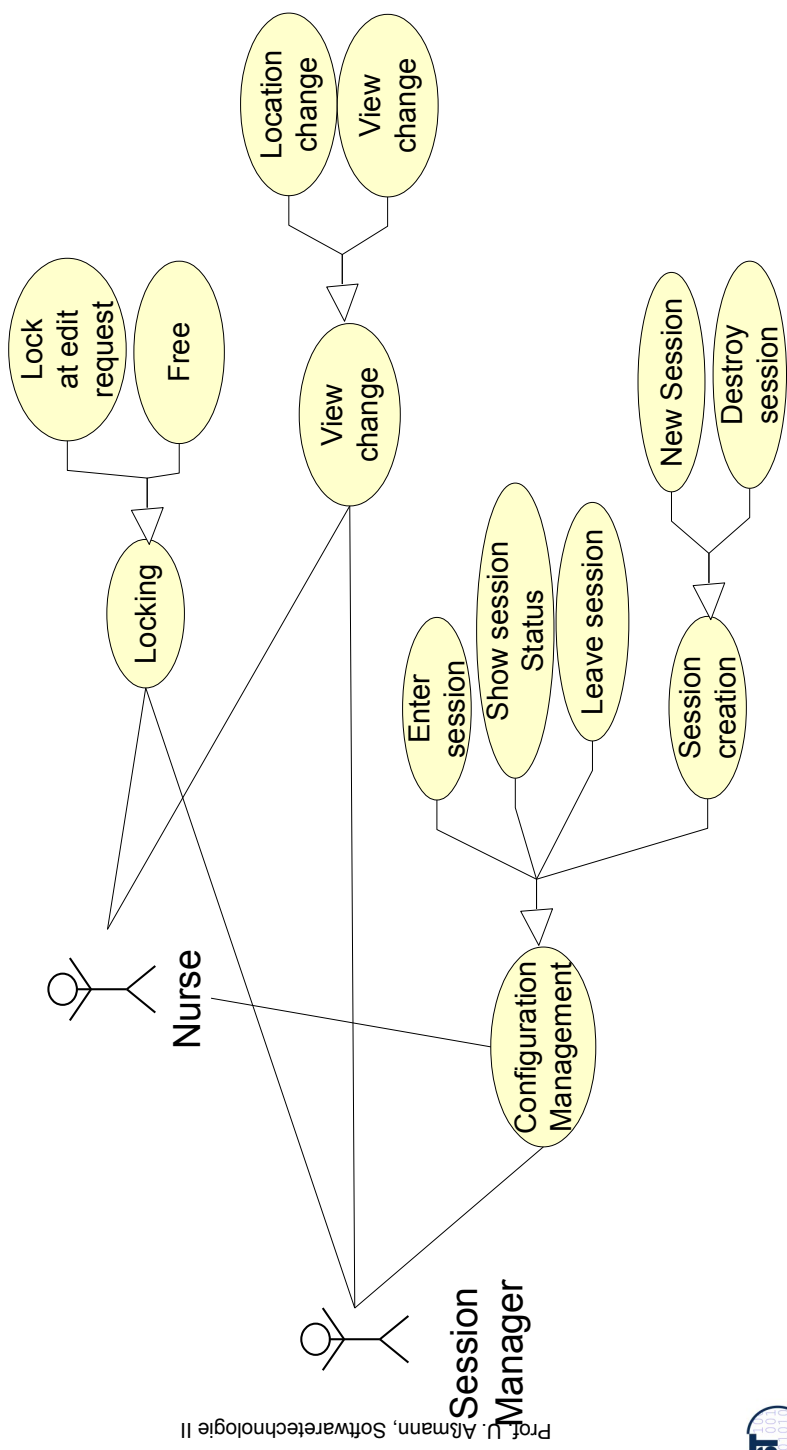 Lock
at edit
request
Free
Locking
Nurse
Location
change
View
change
View
change
Enter
session
Show session
Status
Leave session
Session
creation
New Session
Destroy
session
Configuration
Management
Session
Manager
Prof. U. Aßmann, Softwaretechnologie II